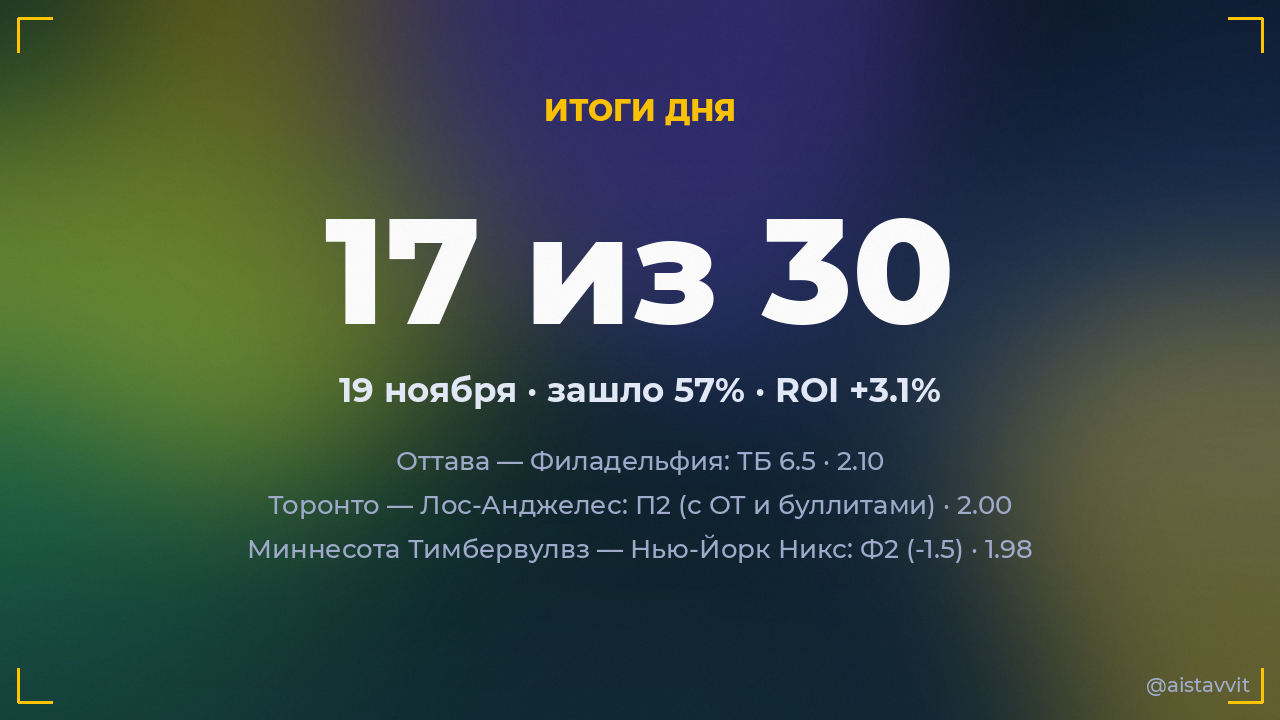 ИТОГИ ДНЯ
17 из 30
19 ноября · зашло 57% · ROI +3.1%
Оттава — Филадельфия: ТБ 6.5 · 2.10
Торонто — Лос-Анджелес: П2 (с ОТ и буллитами) · 2.00
Миннесота Тимбервулвз — Нью-Йорк Никс: Ф2 (-1.5) · 1.98
@aistavvit